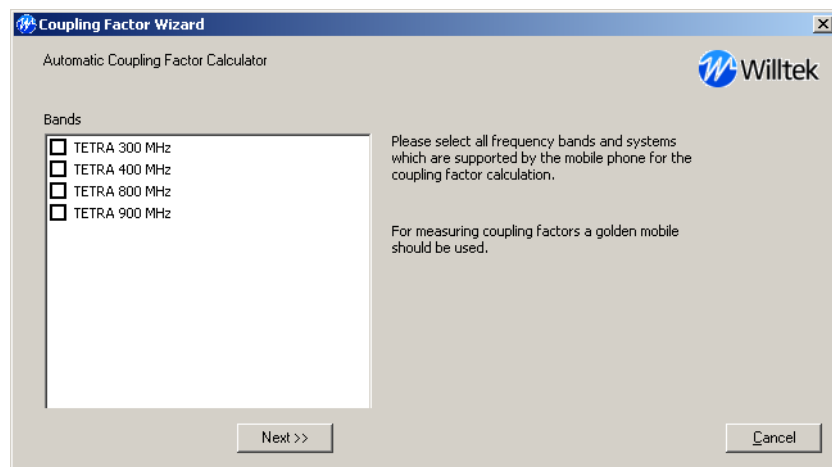 Coupling Factor Wizard
Automatic Coupling Factor Calculator
Willtek
Bands
TETRA 300 MHz
TETRA 400 MHz
TETRA 800 MHz
TETRA 900 MHz
Please select all frequency bands and systems
which are supported by the mobile phone for the
coupling factor calculation.
For measuring coupling factors a golden mobile
should be used.
Next >>
Cancel